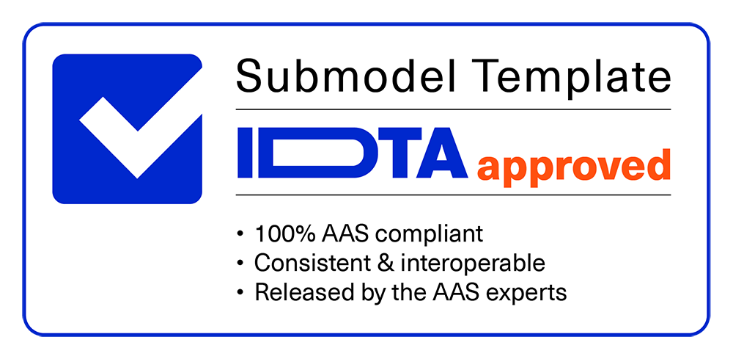 Submodel Template
IDTA approved
• 100% AAS compliant
• Consistent & interoperable
• Released by the AAS experts